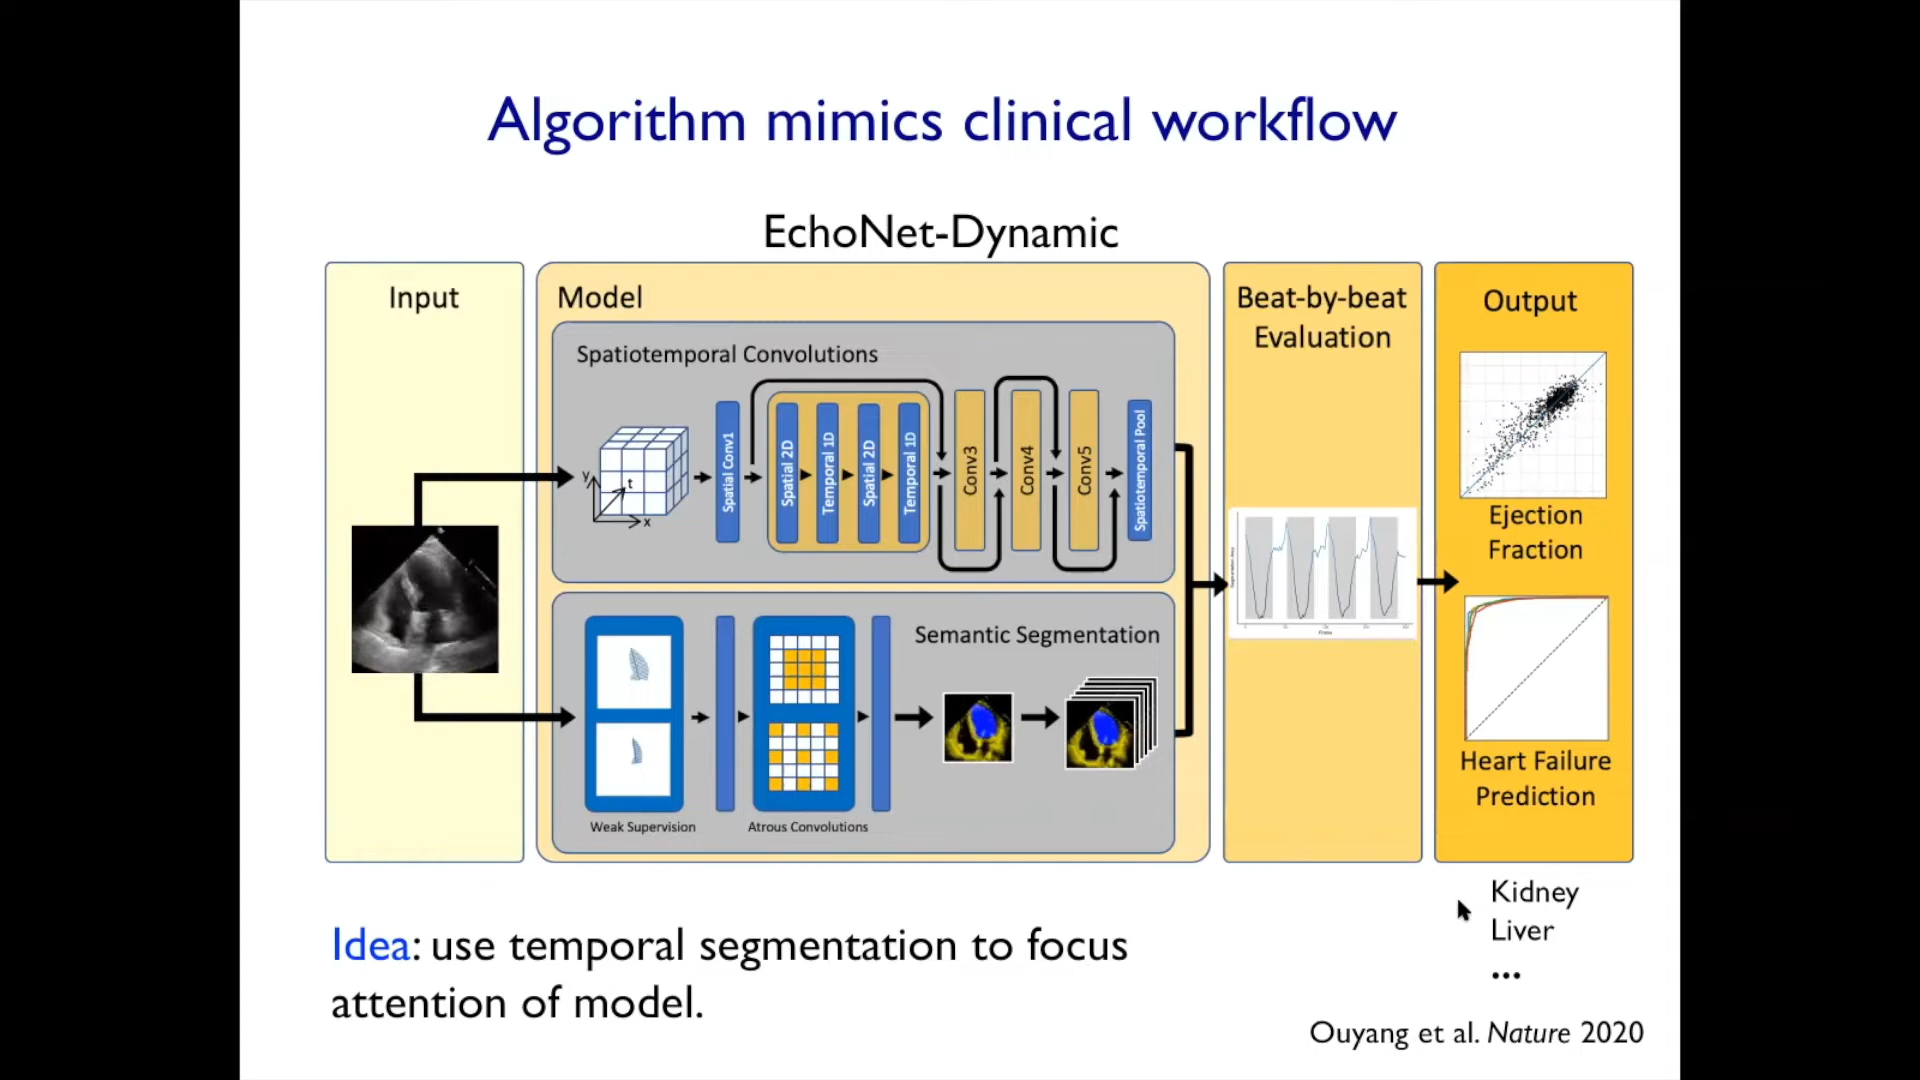 Algorithm mimics clinical workflow
EchoNet-Dynamic
Input
Model
Spatiotemporal Convolutions
y
t
x
Spatial Conv1
Spatial 2D
Temporal 1D
Spatial 2D
Temporal 1D
Conv3
Conv4
Conv5
Spatiotemporal Pool
Semantic Segmentation
Weak Supervision
Atrous Convolutions
Beat-by-beat
Evaluation
Frame
Output
Ejection
Fraction
Heart Failure
Prediction
Kidney
Liver
...
Idea: use temporal segmentation to focus
attention of model.
Ouyang et al. Nature 2020